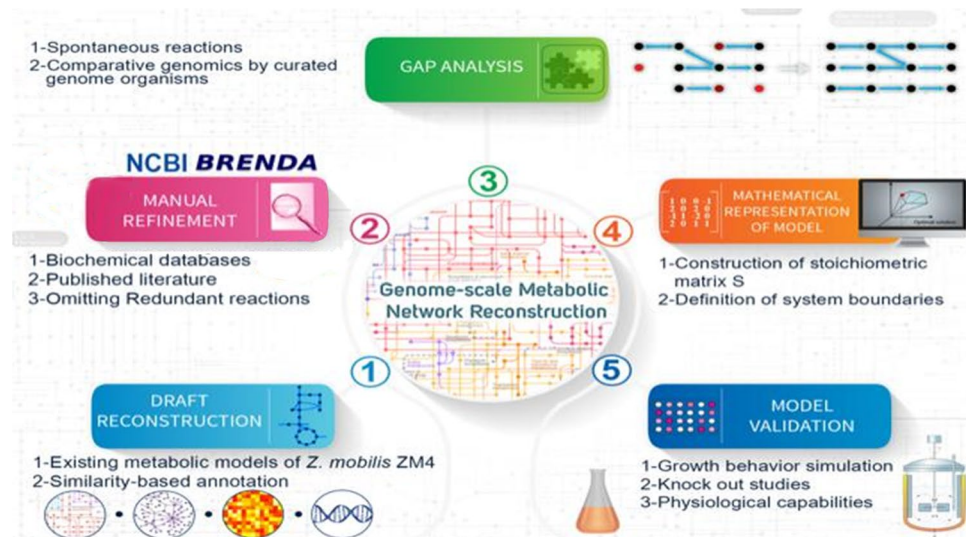 1-Spontaneous reactions
2-Comparative genomics by curated
genome organisms
GAP ANALYSIS
NCBI BRENDA
MANUAL
REFINEMENT
1-Biochemical databases
2-Published literature
3-Omitting Redundant reactions
3
2
4
MATHEMATICAL
REPRESENTATION
OF MODEL
Optimal solution
1-Construction of stoichiometric
matrix S
2-Definition of system boundaries
Genome-scale Metabolic
Network Reconstruction
1
5
DRAFT
RECONSTRUCTION
1-Existing metabolic models of Z. mobilis ZM4
2-Similarity-based annotation
MODEL
VALIDATION
1-Growth behavior simulation
2-Knock out studies
3-Physiological capabilities